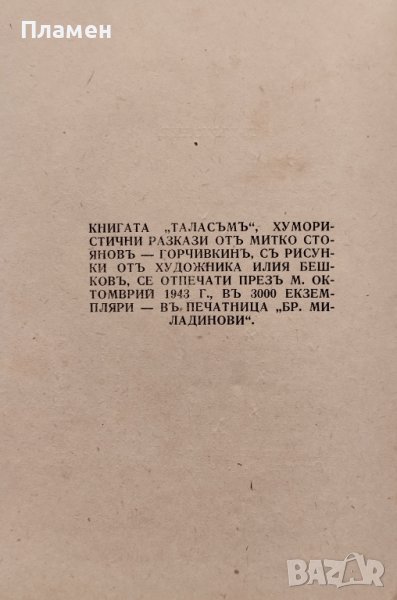 Пламен
КНИГАТА „ТАЛАСЪМЪ“, ХУМОРИ-
СТИЧНИ РАЗКАЗИ ОТЪ МИТКО СТО-
ЯНОВЪ — ГОРЧИВКИНЪ, СЪ РИСУН-
КИ ОТЪ ХУДОЖНИКА ИЛИЯ БЕШ-
КОВЪ, СЕ ОТПЕЧАТИ ПРЕЗЪ М. ОК-
ТОМВРИЙ 1943 Г., ВЪ 3000 ЕКЗЕМ-
ПЛЯРИ — ВЪ ПЕЧАТНИЦА „БР. МИ-
ЛАДИНОВИ“.
BAZAR